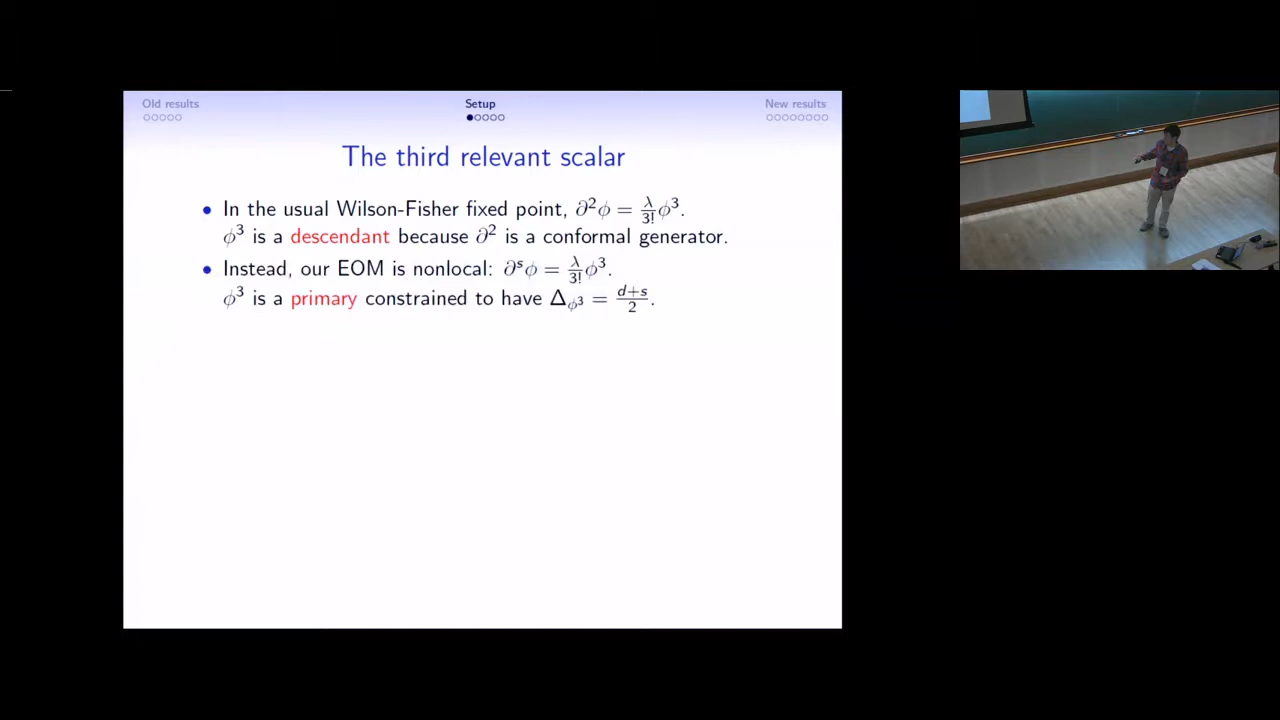 Old results Setup New results
The third relevant scalar
• In the usual Wilson-Fisher fixed point, ∂²ϕ = λ/3! ϕ³.
ϕ³ is a descendant because ∂² is a conformal generator.
• Instead, our EOM is nonlocal: ∂ˢϕ = λ/3! ϕ³.
ϕ³ is a primary constrained to have Δ_ϕ³ = d+s/2.